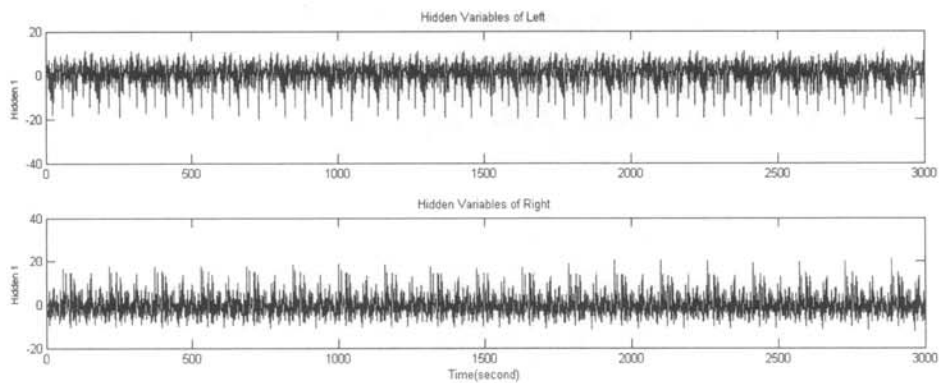 Hidden Variables of Left
20
0
-20
-40
Hidden 1
0 500 1000 1500 2000 2500 3000
Hidden Variables of Right
40
20
0
-20
Hidden 1
0 500 1000 1500 2000 2500 3000
Time(second)